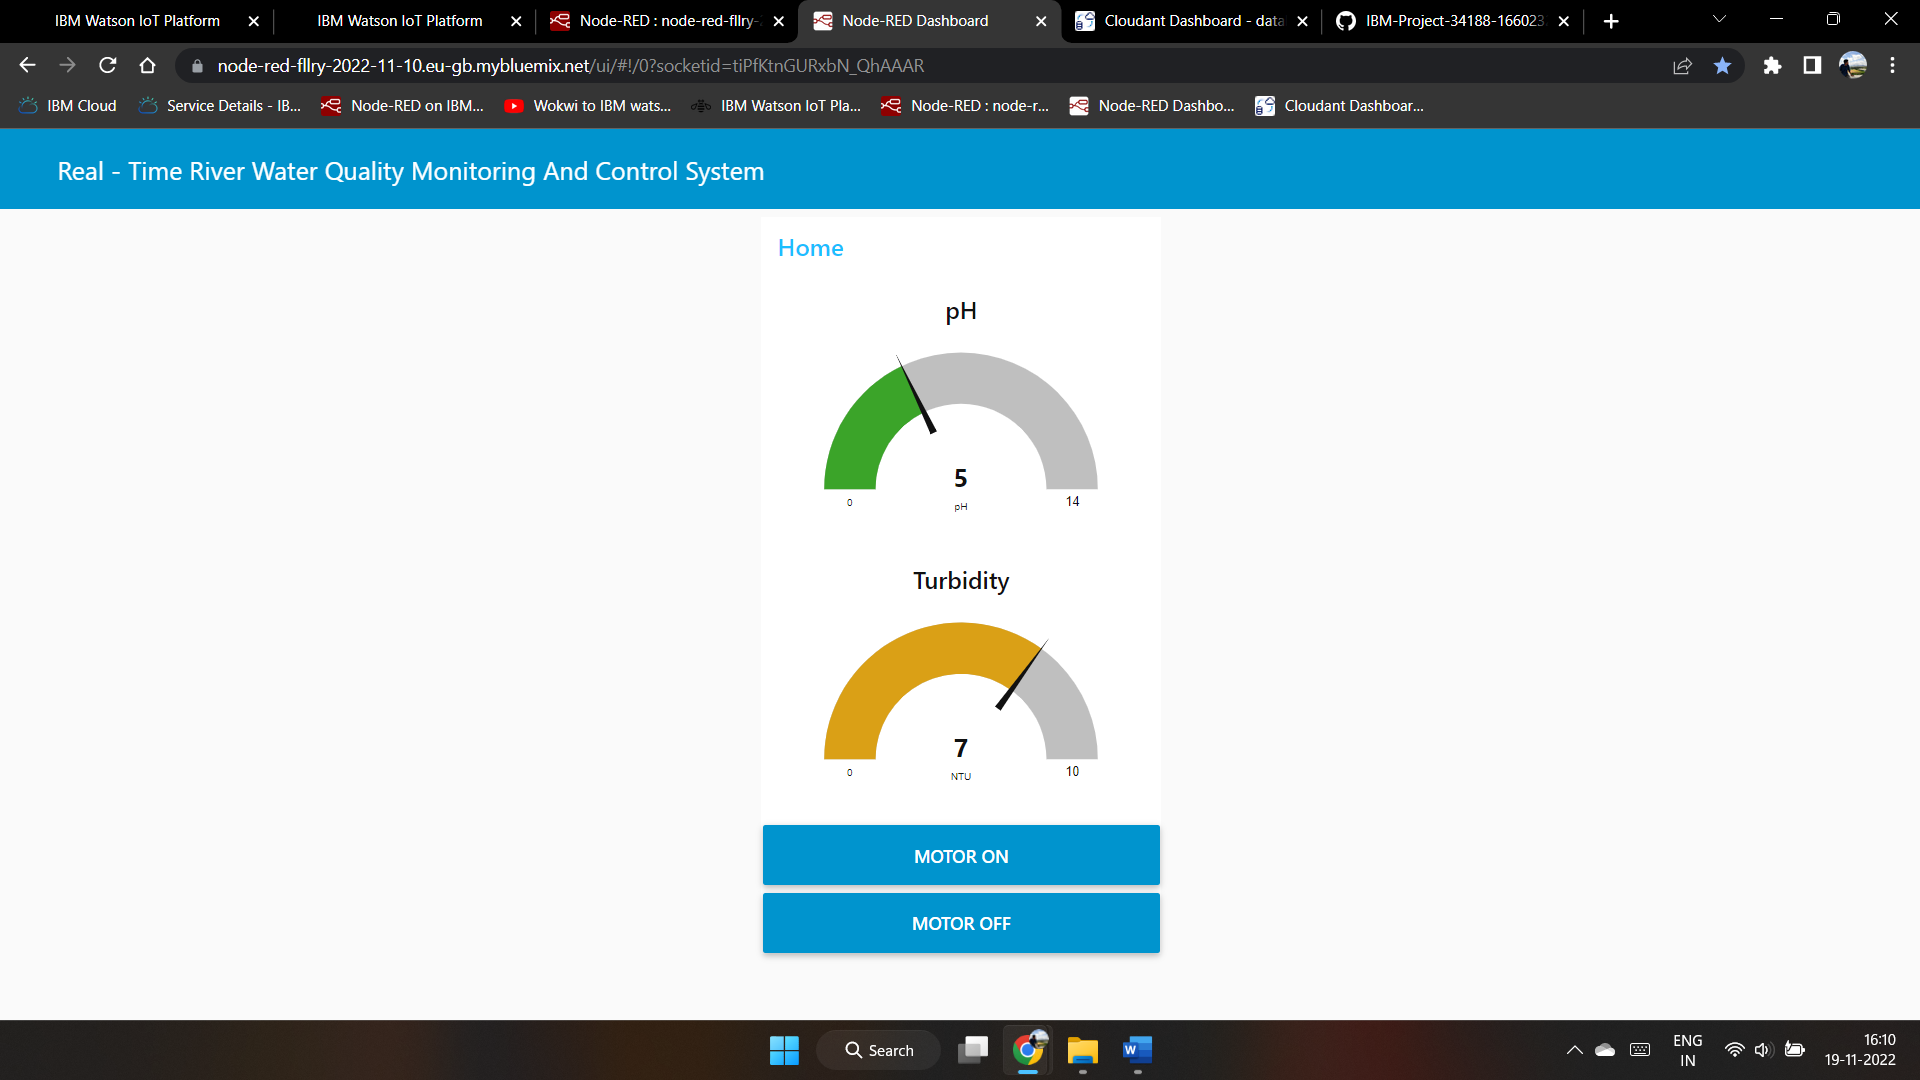 IBM Watson IoT Platform
IBM Watson IoT Platform
Node-RED : node-red-fllry-
Node-RED Dashboard
Cloudant Dashboard - data
IBM-Project-34188-166023
node-red-fllry-2022-11-10.eu-gb.mybluemix.net/ui/#!/0?socketid=tiPfKtnGURxbN_QhAAAR
IBM Cloud
Service Details - IB...
Node-RED on IBM...
Wokwi to IBM wats...
IBM Watson IoT Pla...
Node-RED : node-r...
Node-RED Dashbo...
Cloudant Dashboar...
Real - Time River Water Quality Monitoring And Control System
Home
pH
5
0
pH
14
Turbidity
7
0
NTU
10
MOTOR ON
MOTOR OFF
Search
W
ENG
IN
16:10
19-11-2022